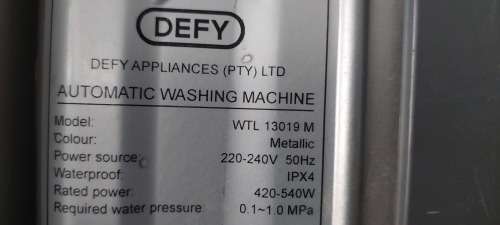 DEFY
DEFY APPLIANCES (PTY) LTD
AUTOMATIC WASHING MACHINE
Model: WTL 13019 M
Colour: Metallic
Power source: 220-240V 50Hz
Waterproof: IPX4
Rated power: 420-540W
Required water pressure: 0.1~1.0 MPa